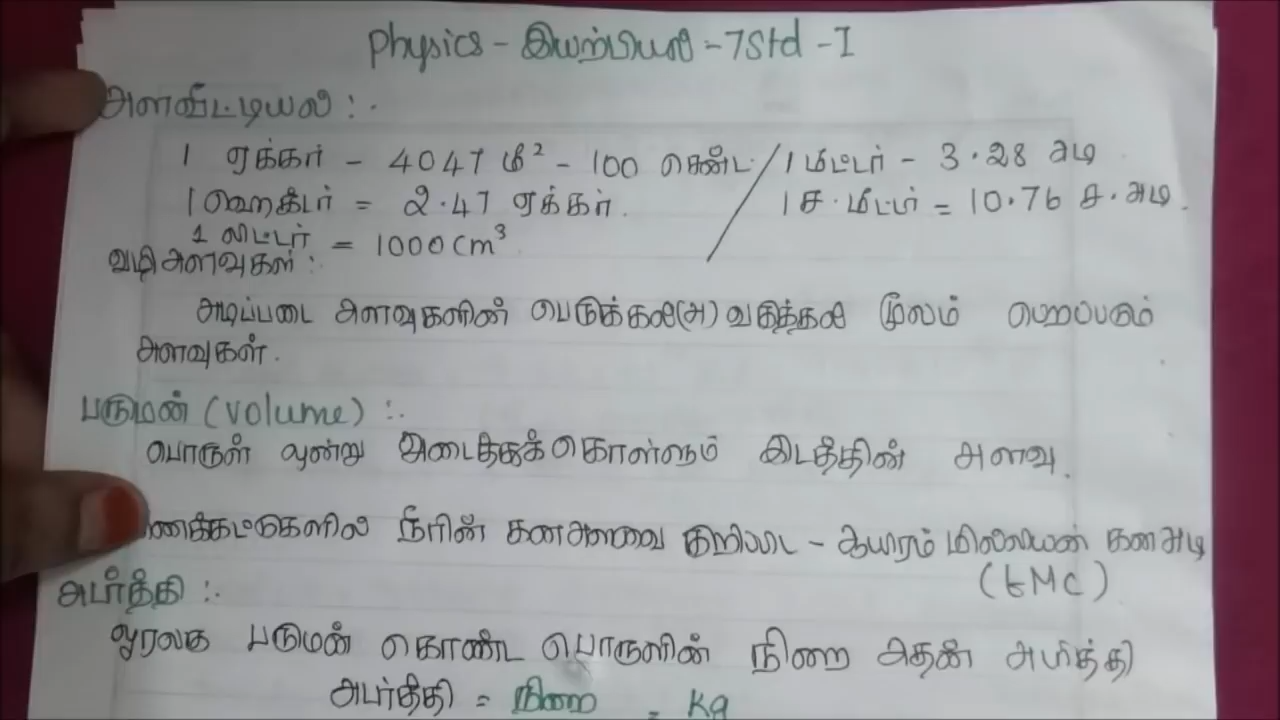 Physics - இயற்பியல் - 7Std - I
அளவீட்டியல் :.
1 ஏக்கர் - 4047 மீ² - 100 செண்ட் / 1 மீட்டர் - 3.28 அடி
1 ஹெக்டர் = 2.47 ஏக்கர். 1 ச.மீட்டர் = 10.76 ச.அடி.
1 லிட்டர் = 1000 cm³
வழி அளவுகள் :.
அடிப்படை அளவுகளின் பெருக்கல் (அ) வகுத்தல் மூலம் பெறப்படும்
அளவுகள்.
பருமன் (volume) :.
பொருள் ஒன்று அடைத்துக்கொள்ளும் இடத்தின் அளவு.
ணைக்கட்டுகளில் நீரின் கனஅளவை குறிப்பிட - ஆயிரம் மில்லியன் கனஅடி
(tMC)
அடர்த்தி :.
ஓரலகு பருமன் கொண்ட பொருளின் நிறை அதன் அடர்த்தி
அடர்த்தி = நிறை = Kg